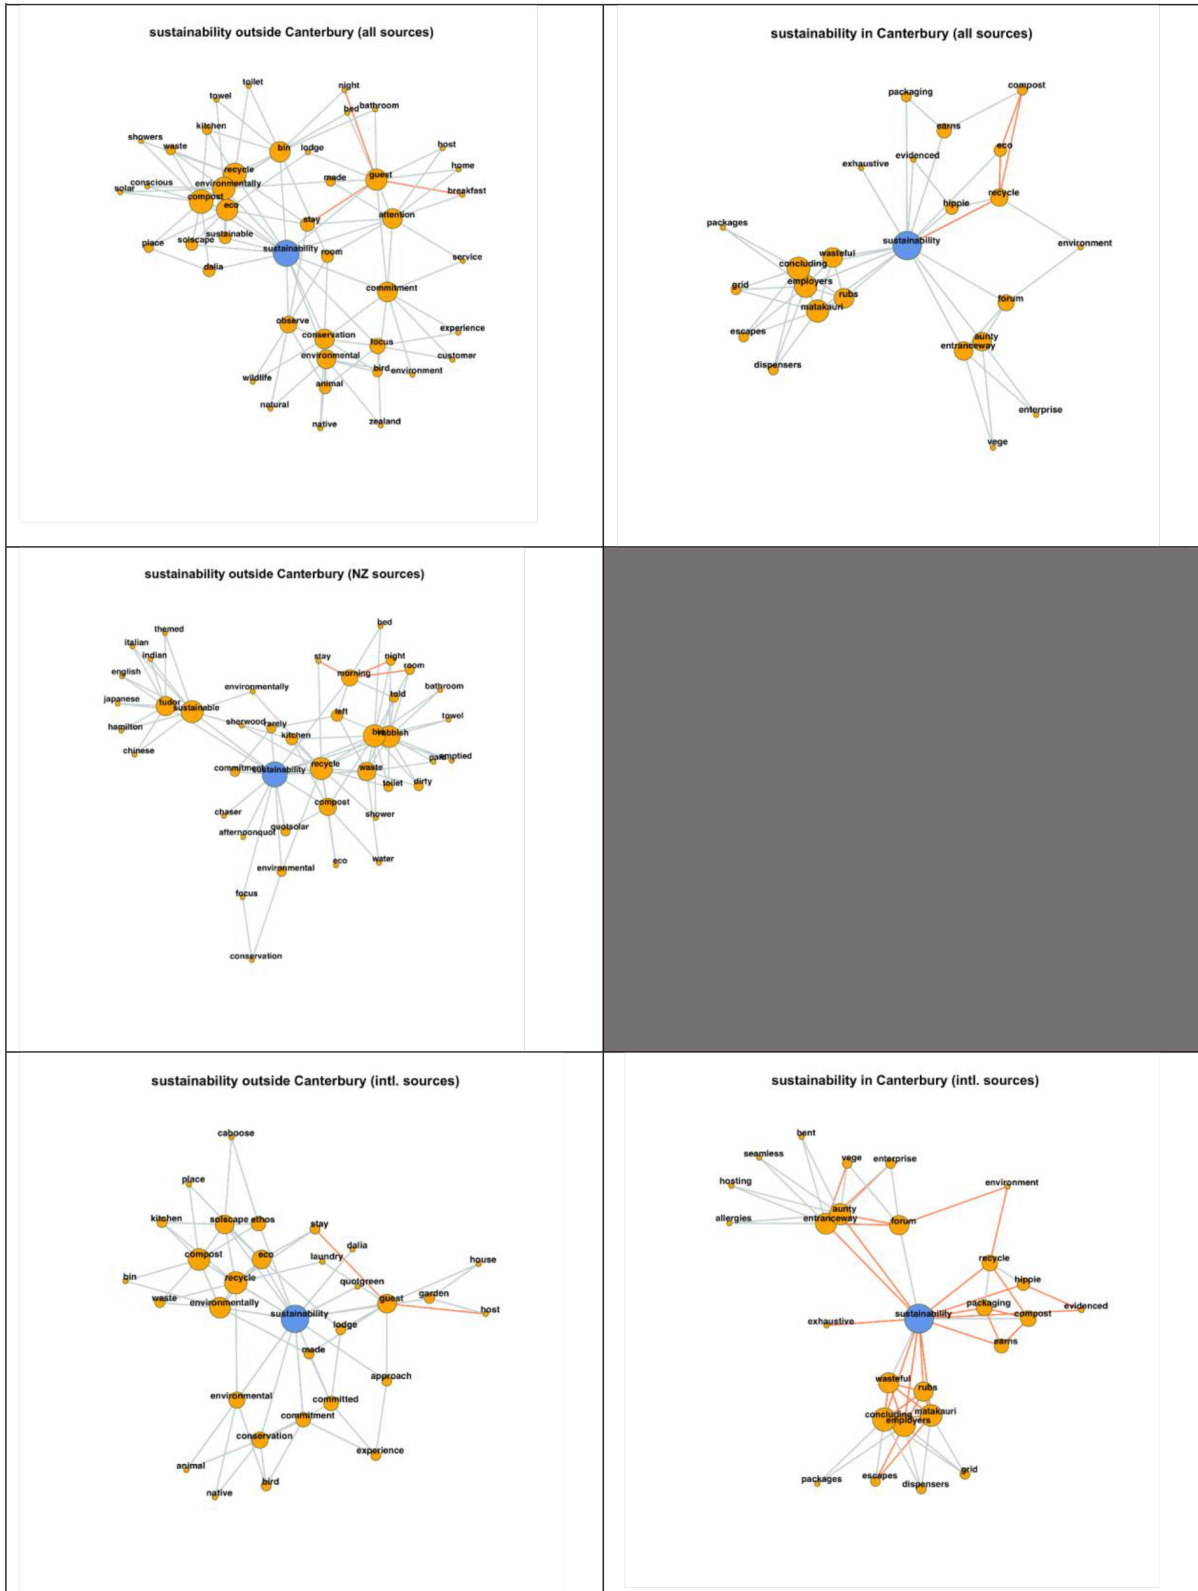 sustainability outside Canterbury (all sources)
toilet
night
towel
bed
bathroom
kitchen
showers
waste
bin
lodge
host
recycle
home
conscious
environmentally
made
guest
solar
breakfast
compost
eco
stay
attention
sustainable
place
solscape
sustainability
room
service
dalia
commitment
observe
experience
conservation
focus
environmental
customer
wildlife
animal
bird
environment
natural
native
zealand
sustainability in Canterbury (all sources)
compost
packaging
earns
eco
evidenced
exhaustive
recycle
hippie
packages
sustainability
environment
wasteful
concluding
employers
grid
rubs
matakauri
forum
escapes
aunty
entranceway
dispensers
enterprise
vege
sustainability outside Canterbury (NZ sources)
bed
themed
italian
indian
stay
night
english
morning
room
environmentally
bathroom
japanese
tudor
sustainable
told
left
towel
hamilton
sherwood
rarely
kitchen
rubbish
chinese
emptied
commitment
sustainability
recycle
waste
toilet
dirty
compost
chaser
shower
afternoonquot
quotsolar
eco
water
environmental
focus
conservation
sustainability outside Canterbury (intl. sources)
caboose
place
kitchen
solscape
ethos
stay
dalia
compost
eco
laundry
house
bin
recycle
quotgreen
waste
environmentally
guest
garden
sustainability
host
lodge
made
approach
environmental
committed
commitment
conservation
experience
animal
bird
native
sustainability in Canterbury (intl. sources)
bent
seamless
vege
enterprise
hosting
environment
aunty
allergies
entranceway
forum
recycle
hippie
packaging
evidenced
sustainability
compost
exhaustive
earns
wasteful
rubs
concluding
matakauri
employers
packages
escapes
dispensers
grid